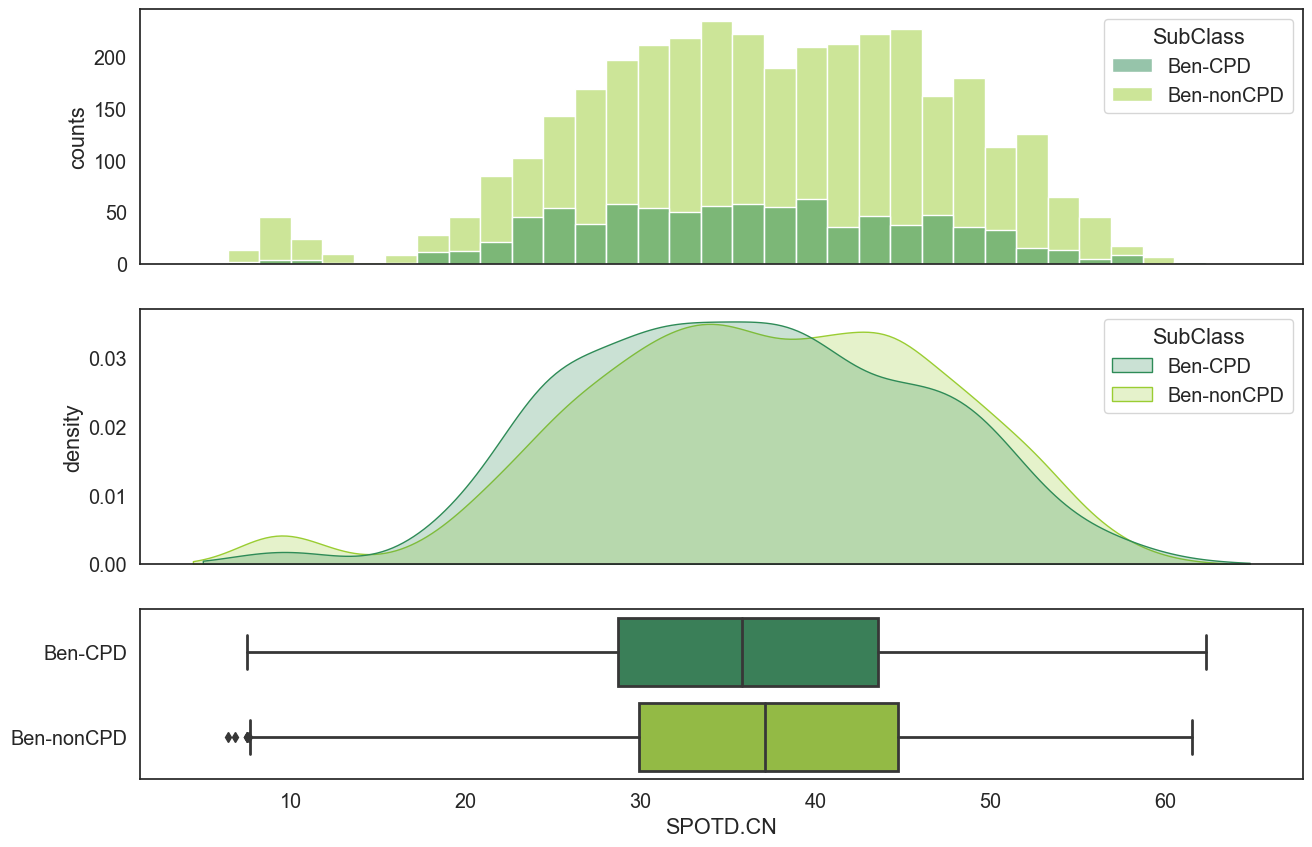 counts
200
150
100
50
0
SubClass
Ben-CPD
Ben-nonCPD
density
0.03
0.02
0.01
0.00
SubClass
Ben-CPD
Ben-nonCPD
Ben-CPD
Ben-nonCPD
10 20 30 40 50 60
SPOTD.CN